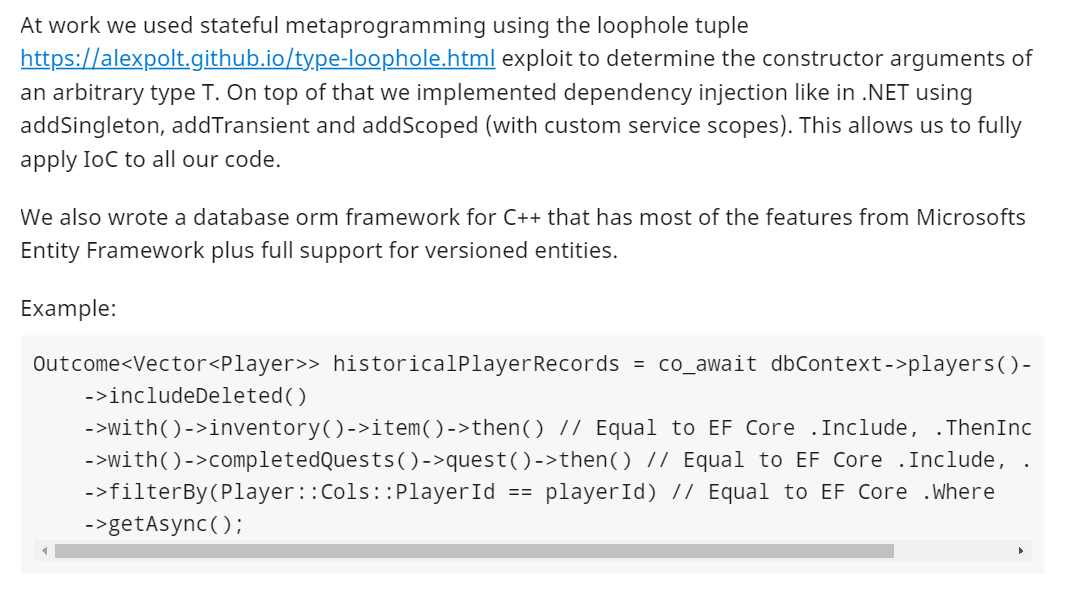 At work we used stateful metaprogramming using the loophole tuple
https://alexpolt.github.io/type-loophole.html exploit to determine the constructor arguments of
an arbitrary type T. On top of that we implemented dependency injection like in .NET using
addSingleton, addTransient and addScoped (with custom service scopes). This allows us to fully
apply IoC to all our code.
We also wrote a database orm framework for C++ that has most of the features from Microsofts
Entity Framework plus full support for versioned entities.
Example:
Outcome<Vector<Player>> historicalPlayerRecords = co_await dbContext->players()-
->includeDeleted()
->with()->inventory()->item()->then() // Equal to EF Core .Include, .ThenInc
->with()->completedQuests()->quest()->then() // Equal to EF Core .Include, .
->filterBy(Player::Cols::PlayerId == playerId) // Equal to EF Core .Where
->getAsync();